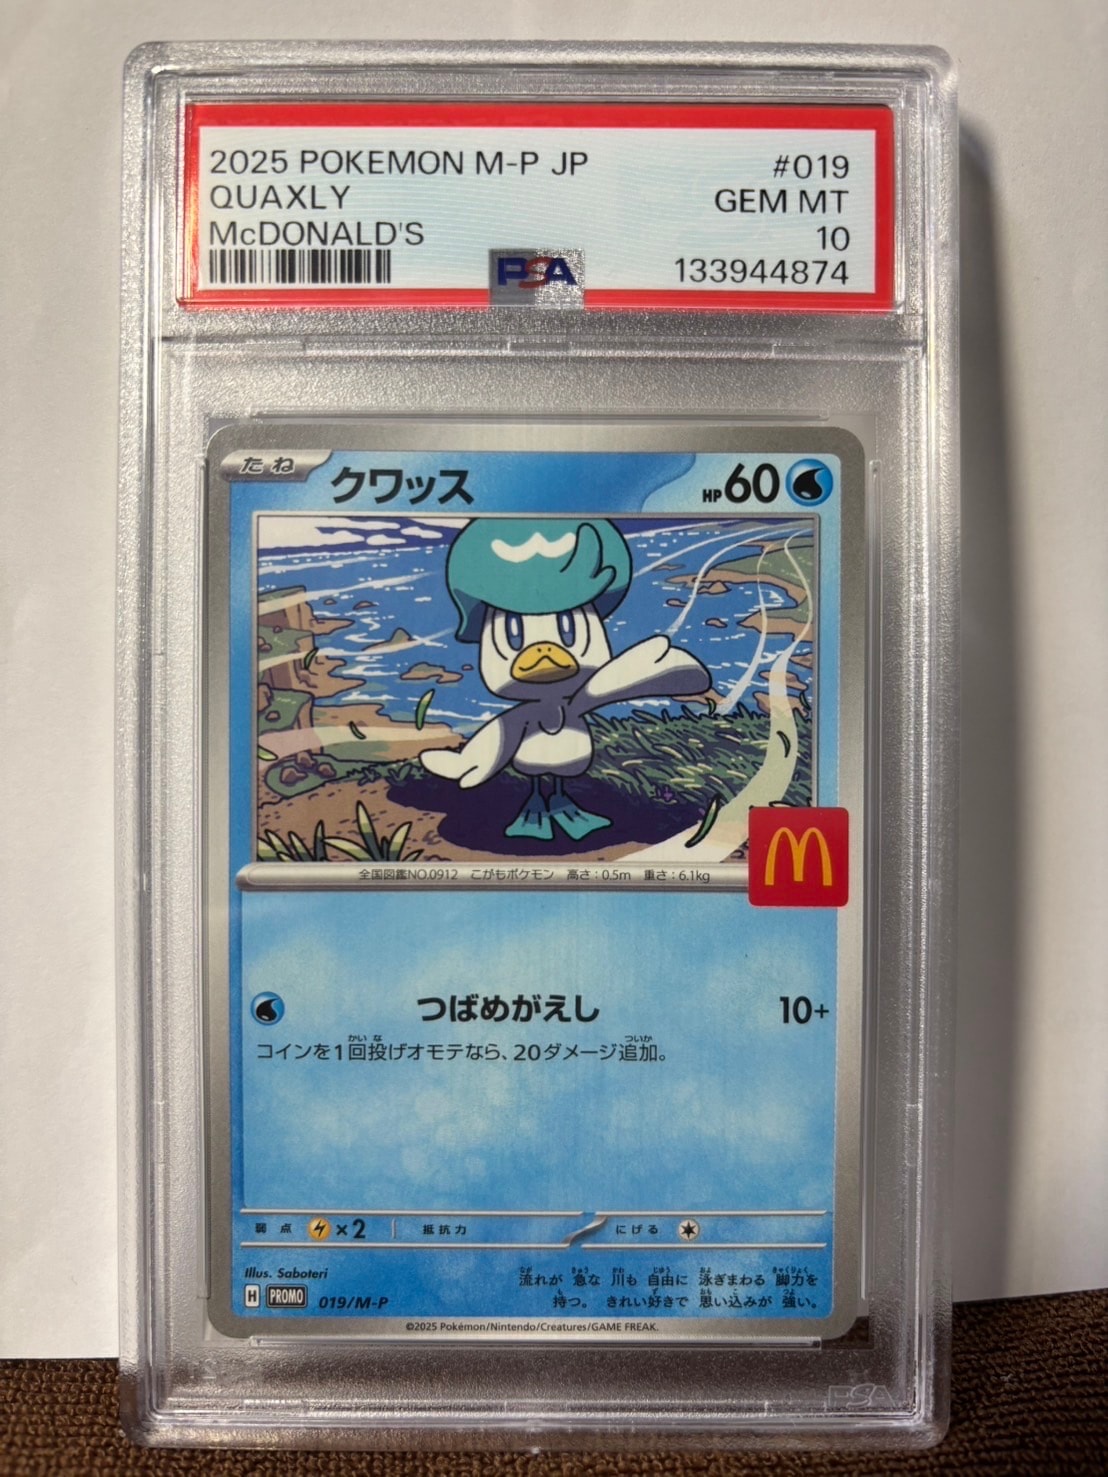 2025 POKEMON M-P JP #019
QUAXLY GEM MT
McDONALD'S 10
PSA 133944874
たね クワッス HP60
M
全国図鑑NO.0912 こがもポケモン 高さ:0.5m 重さ:6.1kg
つばめがえし 10+
コインを1回投げオモテなら、20ダメージ追加。
弱点 ×2 抵抗力 にげる
Illus. Saboteri
流れが 急な 川も 自由に 泳ぎまわる 脚力を
持つ。 きれい好きで 思い込みが 強い。
H PROMO 019/M-P
©2025 Pokémon/Nintendo/Creatures/GAME FREAK.
PSA